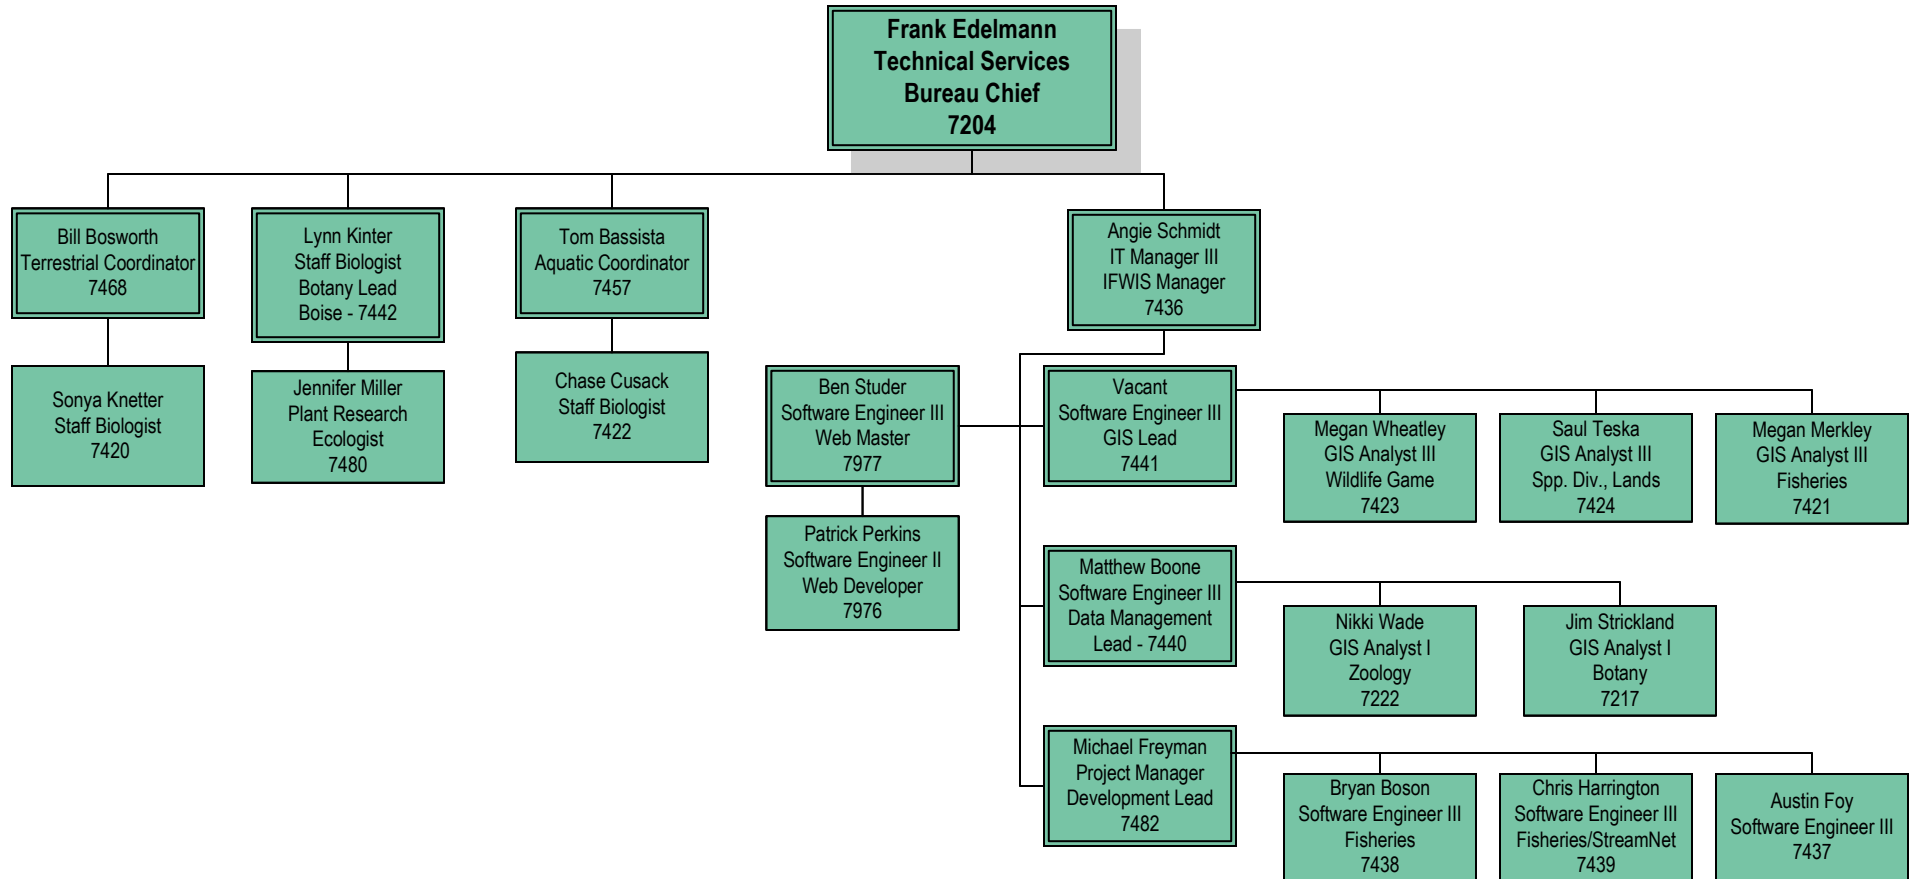 Frank Edelmann
Technical Services
Bureau Chief
7204
Bill Bosworth
Terrestrial Coordinator
7468
Lynn Kinter
Staff Biologist
Botany Lead
Boise - 7442
Tom Bassista
Aquatic Coordinator
7457
Angie Schmidt
IT Manager III
IFWIS Manager
7436
Sonya Knetter
Staff Biologist
7420
Jennifer Miller
Plant Research
Ecologist
7480
Chase Cusack
Staff Biologist
7422
Ben Studer
Software Engineer III
Web Master
7977
Vacant
Software Engineer III
GIS Lead
7441
Megan Wheatley
GIS Analyst III
Wildlife Game
7423
Saul Teska
GIS Analyst III
Spp. Div., Lands
7424
Megan Merkley
GIS Analyst III
Fisheries
7421
Patrick Perkins
Software Engineer II
Web Developer
7976
Matthew Boone
Software Engineer III
Data Management
Lead - 7440
Nikki Wade
GIS Analyst I
Zoology
7222
Jim Strickland
GIS Analyst I
Botany
7217
Michael Freyman
Project Manager
Development Lead
7482
Bryan Boson
Software Engineer III
Fisheries
7438
Chris Harrington
Software Engineer III
Fisheries/StreamNet
7439
Austin Foy
Software Engineer III
7437